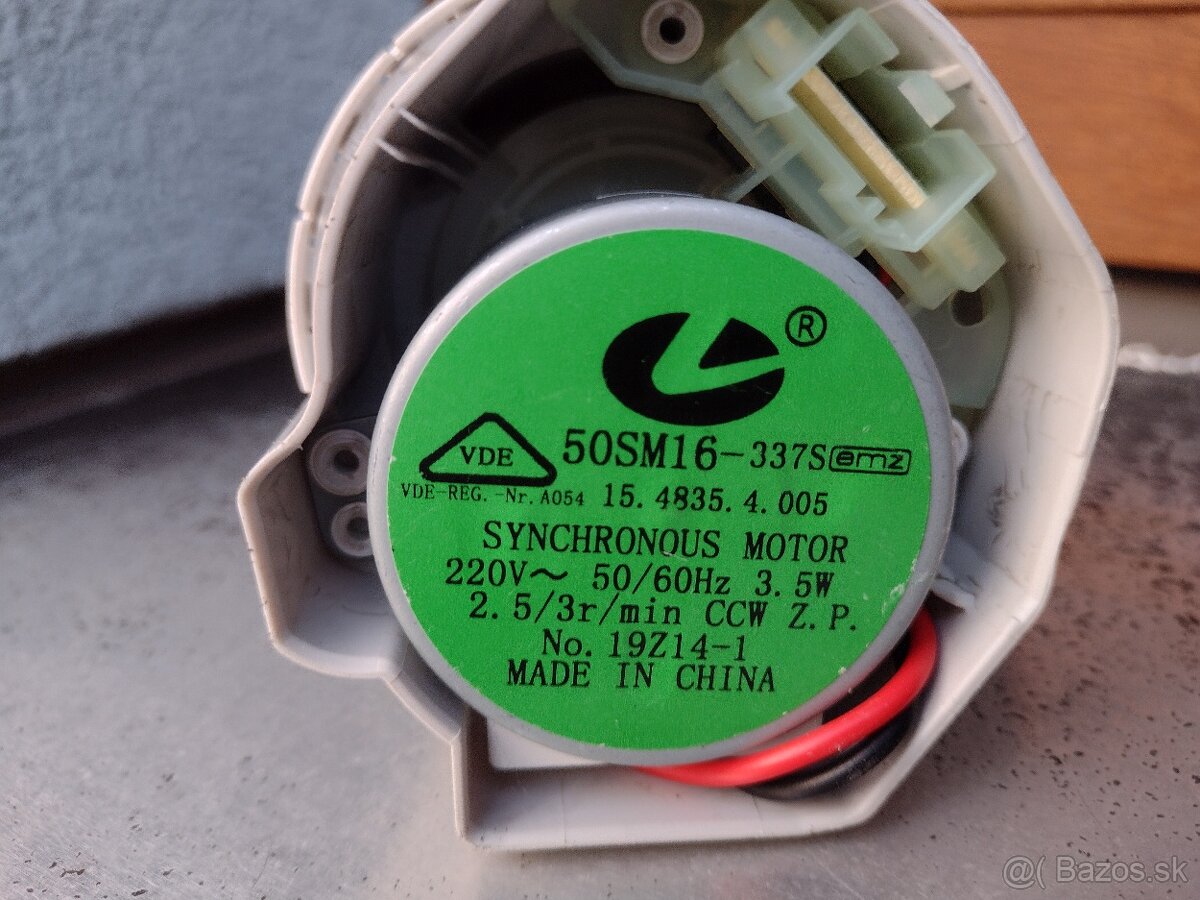 ®
VDE 50SM16-337S emz
VDE-REG.-Nr. A054 15.4835.4.005
SYNCHRONOUS MOTOR
220V~ 50/60Hz 3.5W
2.5/3r/min CCW Z.P.
No. 19Z14-1
MADE IN CHINA
@( Bazos.sk